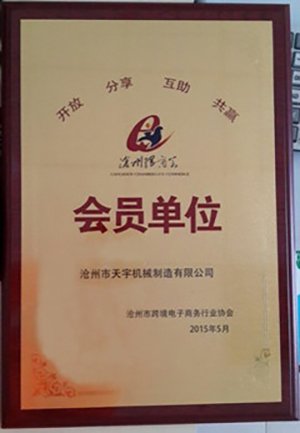 开放 分享 互助 共赢
沧州跨商会
会员单位
沧州市天宇机械制造有限公司
沧州市跨境电子商务行业协会
2015年5月